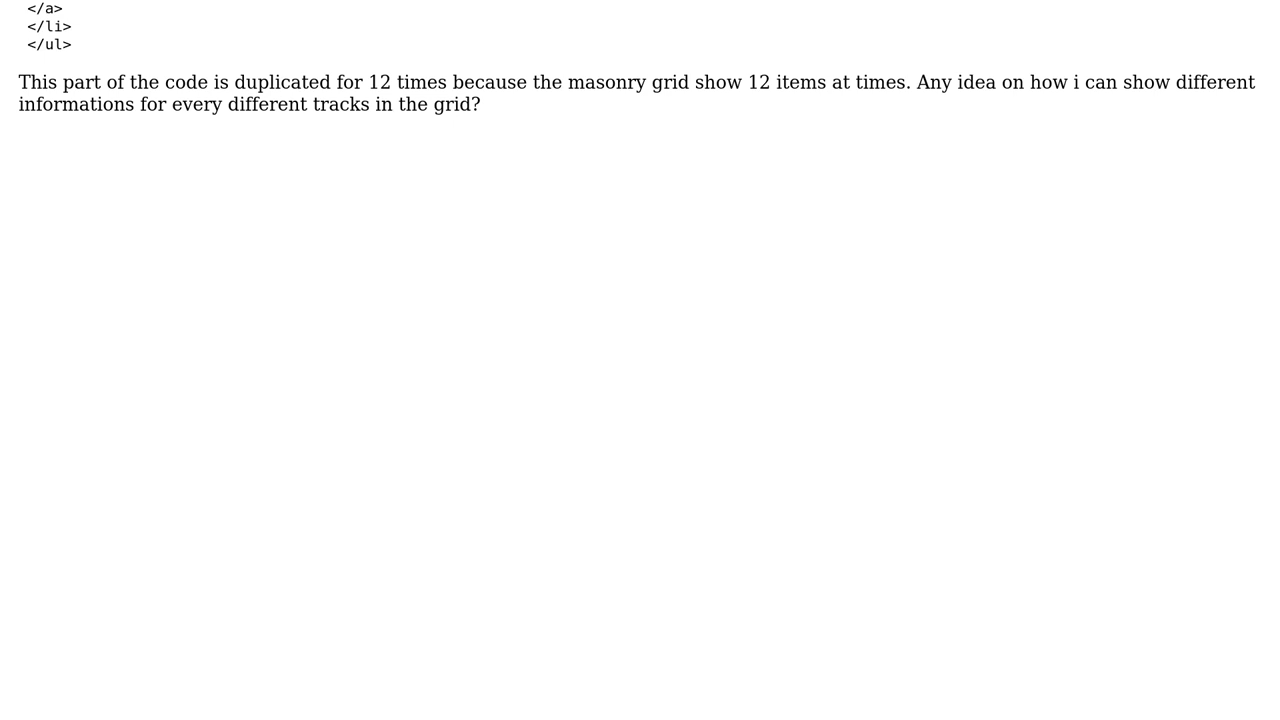 </a>
</li>
</ul>
This part of the code is duplicated for 12 times because the masonry grid show 12 items at times. Any idea on how i can show different
informations for every different tracks in the grid?